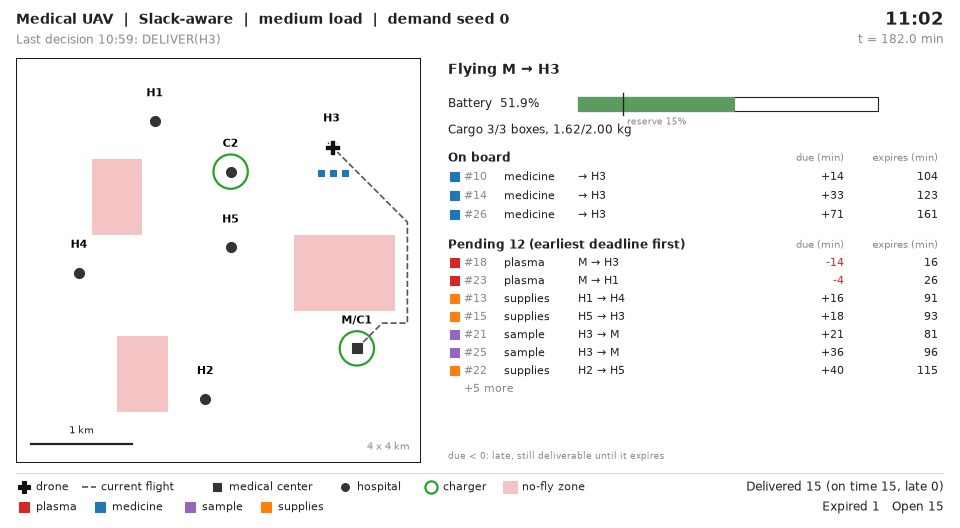 Medical UAV | Slack-aware | medium load | demand seed 0
11:02
Last decision 10:59: DELIVER(H3)
t = 182.0 min
H1
H3
C2
H5
H4
M/C1
H2
1 km
4 x 4 km
Flying M → H3
Battery 51.9%
reserve 15%
Cargo 3/3 boxes, 1.62/2.00 kg
On board due (min) expires (min)
#10 medicine → H3 +14 104
#14 medicine → H3 +33 123
#26 medicine → H3 +71 161
Pending 12 (earliest deadline first) due (min) expires (min)
#18 plasma M → H3 -14 16
#23 plasma M → H1 -4 26
#13 supplies H1 → H4 +16 91
#15 supplies H5 → H3 +18 93
#21 sample H3 → M +21 81
#25 sample H3 → M +36 96
#22 supplies H2 → H5 +40 115
+5 more
due < 0: late, still deliverable until it expires
drone current flight medical center hospital charger no-fly zone
plasma medicine sample supplies
Delivered 15 (on time 15, late 0)
Expired 1 Open 15